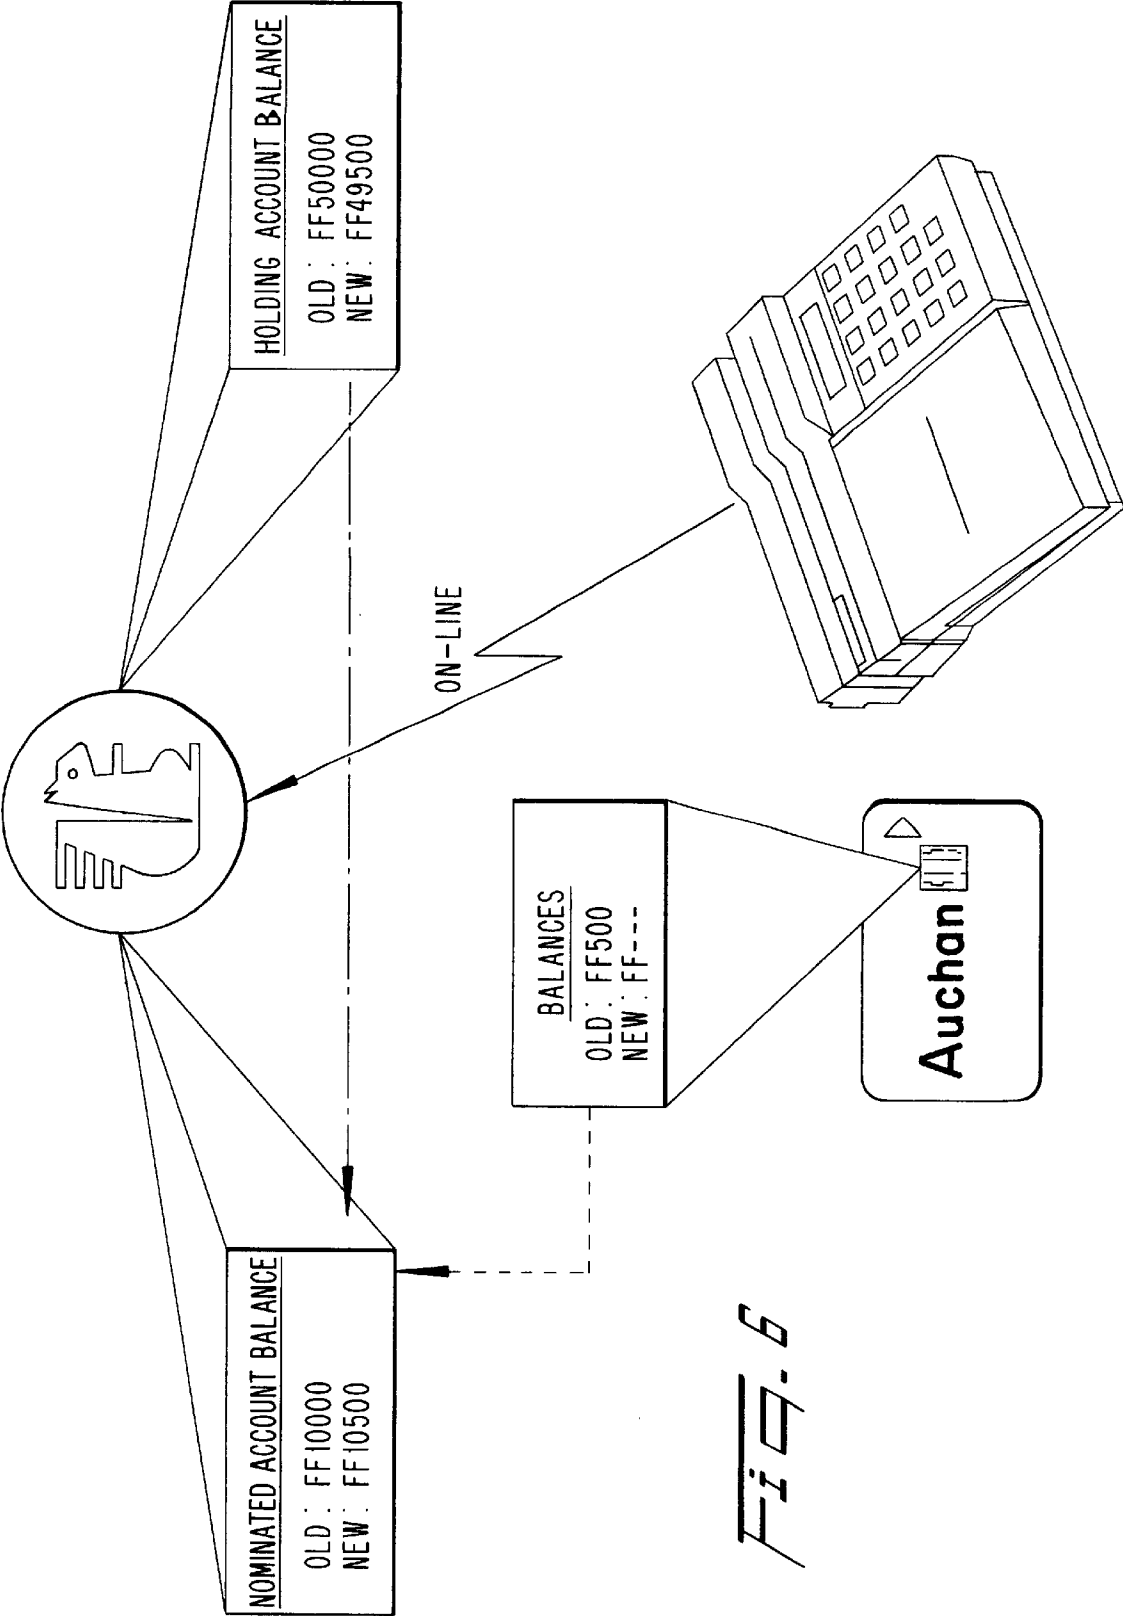 NOMINATED ACCOUNT BALANCE
OLD : FF10000
NEW : FF10500
HOLDING ACCOUNT BALANCE
OLD : FF50000
NEW : FF49500
ON-LINE
BALANCES
OLD : FF500
NEW : FF---
Auchan
Fig. 6